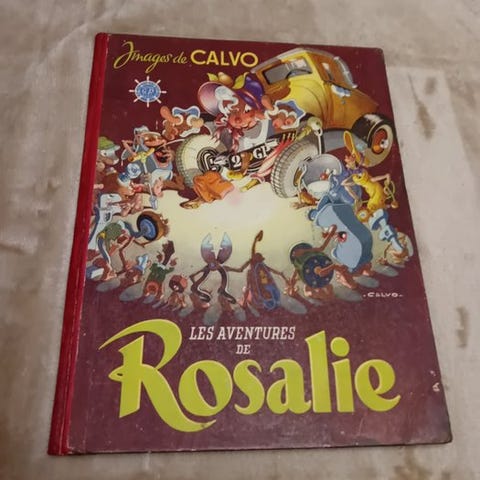 Images de CALVO
G.P.
CALVO
LES AVENTURES
DE
Rosalie